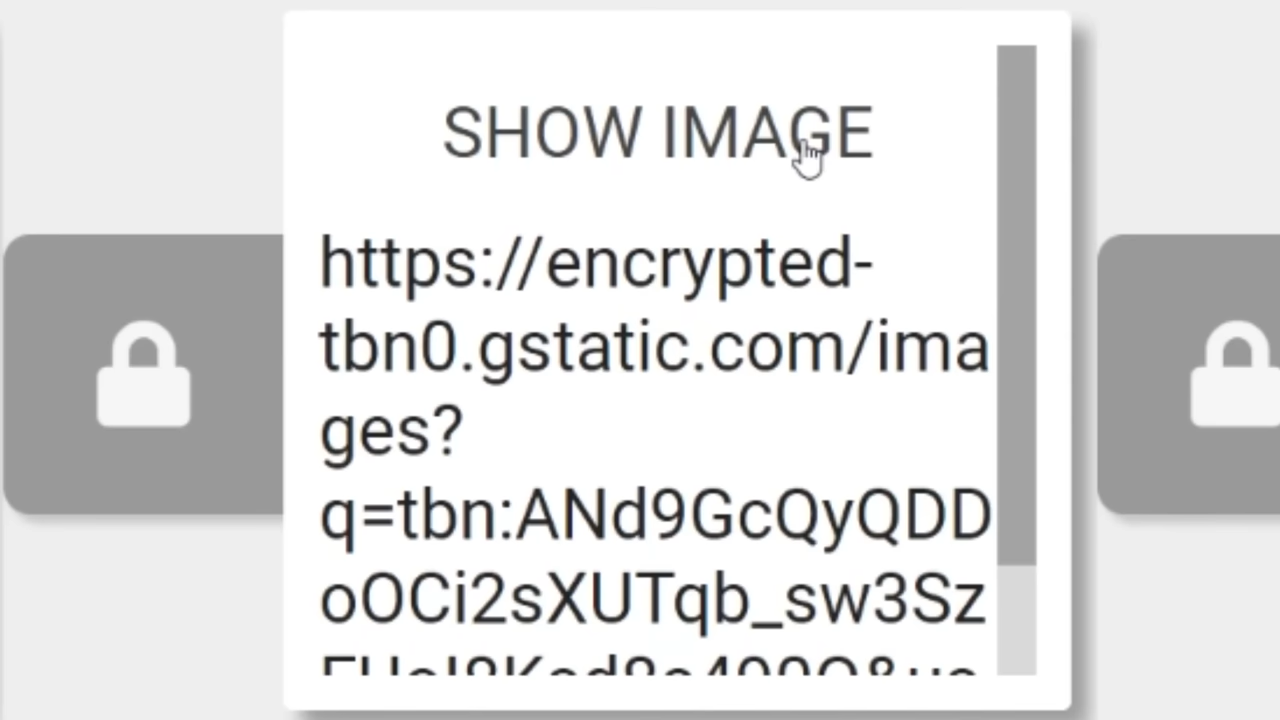 SHOW IMAGE
https://encrypted-
tbn0.gstatic.com/ima
ges?
q=tbn:ANd9GcQyQDD
oOCi2sXUTqb_sw3Sz